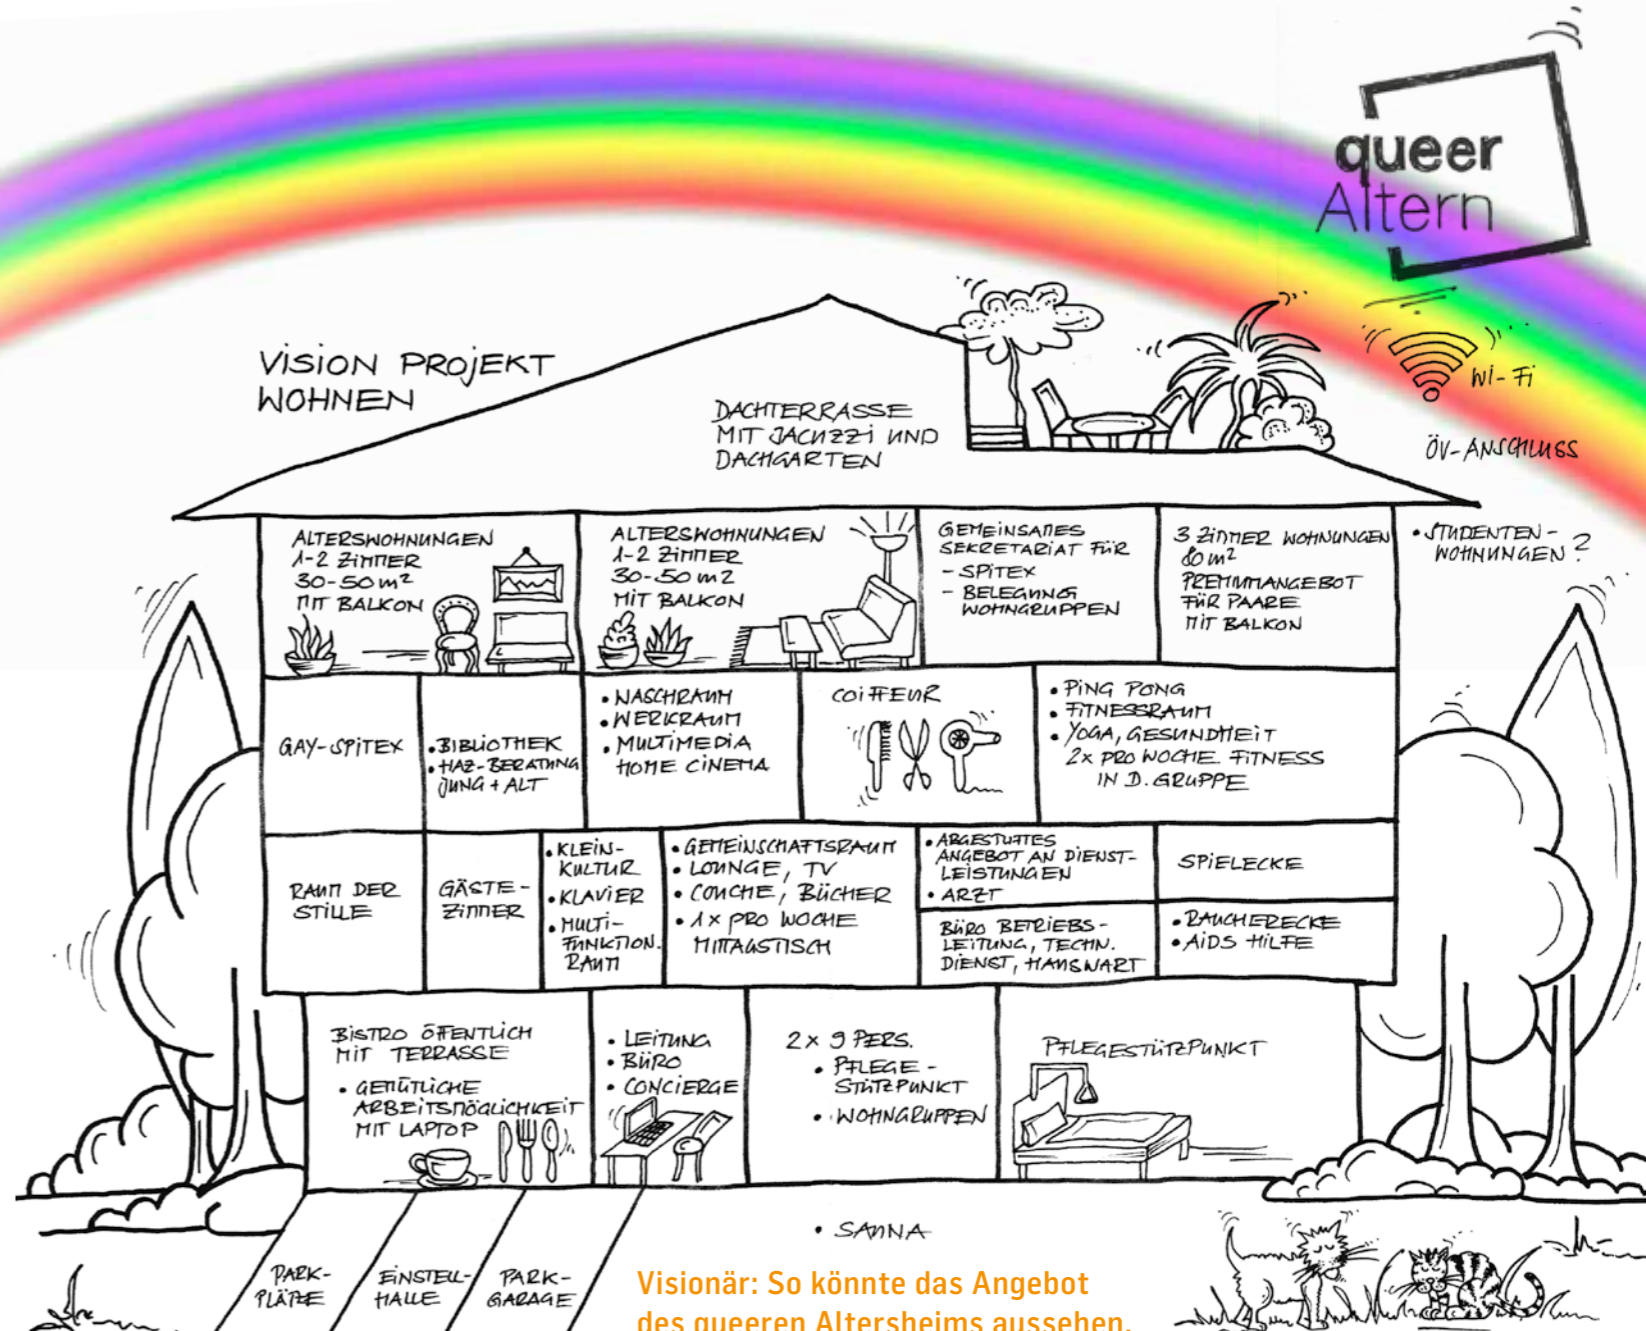 queer
Altern
Wi-Fi
ÖV-ANSCHLUSS
VISION PROJEKT
WOHNEN
DACHTERRASSE
MIT JACUZZI UND
DACHGARTEN
ALTERSWOHNUNGEN
1-2 ZIMMER
30-50 m²
MIT BALKON
ALTERSWOHNUNGEN
1-2 ZIMMER
30-50 m2
MIT BALKON
GEMEINSAMES
SEKRETARIAT FÜR
- SPITEX
- BELEGUNG
WOHNGRUPPEN
3 ZIMMER WOHNUNGEN
80 m²
PREMIUMANGEBOT
FÜR PAARE
MIT BALKON
• STUDENTEN-
WOHNUNGEN?
GAY-SPITEX
• BIBLIOTHEK
• HAZ-BERATUNG
JUNG + ALT
• NASCHRAUM
• WERKRAUM
• MULTIMEDIA
HOME CINEMA
COIFFEUR
• PING PONG
• FITNESSRAUM
• YOGA, GESUNDHEIT
2x PRO WOCHE FITNESS
IN D. GRUPPE
RAUM DER
STILLE
GÄSTE-
ZIMMER
• KLEIN-
KULTUR
• KLAVIER
• MULTI-
FUNKTION.
RAUM
• GEMEINSCHAFTSRAUM
• LOUNGE, TV
• COUCHE, BÜCHER
• 1x PRO WOCHE
MITTAGSTISCH
• ABGESTUFTES
ANGEBOT AN DIENST-
LEISTUNGEN
• ARZT
BÜRO BETRIEBS-
LEITUNG, TECHN.
DIENST, HAUSWART
SPIELECKE
• RAUCHERECKE
• AIDS HILFE
BISTRO ÖFFENTLICH
MIT TERRASSE
• GEMÜTLICHE
ARBEITSMÖGLICHKEIT
MIT LAPTOP
• LEITUNG
• BÜRO
• CONCIERGE
2 x 9 PERS.
• PFLEGE-
STÜTZPUNKT
• WOHNGRUPPEN
PFLEGESTÜTZPUNKT
• SAUNA
PARK-
PLÄTZE
EINSTELL-
HALLE
PARK-
GARAGE
Visionär: So könnte das Angebot
des queeren Altersheims aussehen.